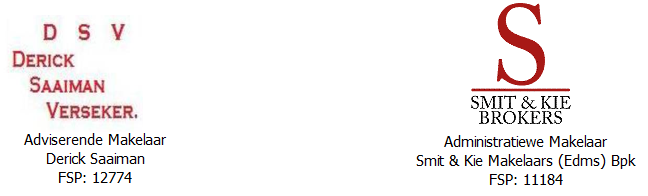 D S V
DERICK
SAAIMAN
VERSEKER.
Adviserende Makelaar
Derick Saaiman
FSP: 12774
S
SMIT & KIE
BROKERS
Administratiewe Makelaar
Smit & Kie Makelaars (Edms) Bpk
FSP: 11184